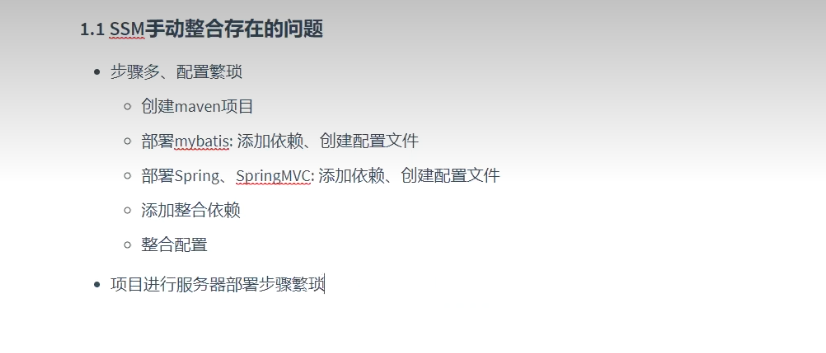 1.1 SSM手动整合存在的问题
步骤多、配置繁琐
创建maven项目
部署mybatis: 添加依赖、创建配置文件
部署Spring、SpringMVC: 添加依赖、创建配置文件
添加整合依赖
整合配置
项目进行服务器部署步骤繁琐